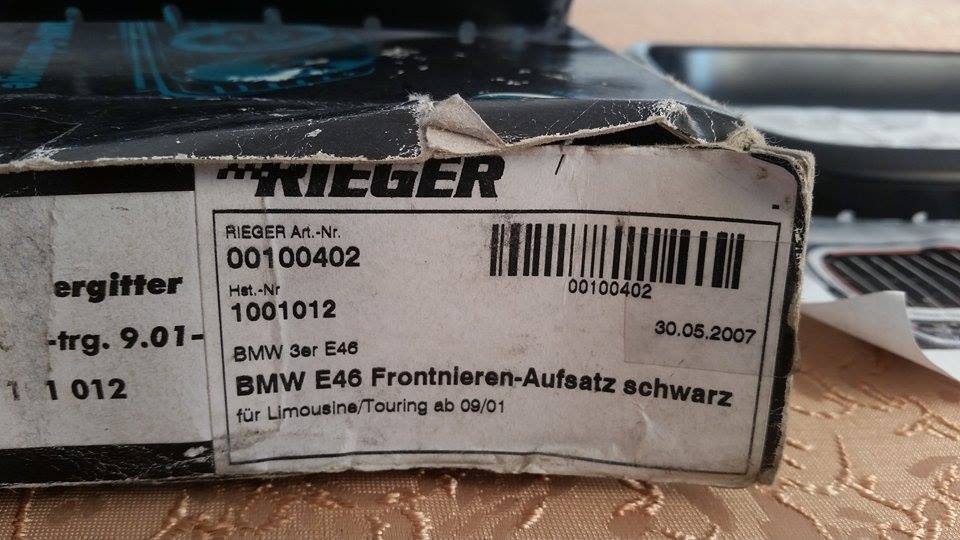 RIEGER
RIEGER Art.-Nr.
00100402
00100402
Hst.-Nr
1001012
30.05.2007
BMW 3er E46
BMW E46 Frontnieren-Aufsatz schwarz
für Limousine/Touring ab 09/01
ergitter
-trg. 9.01-
1 012